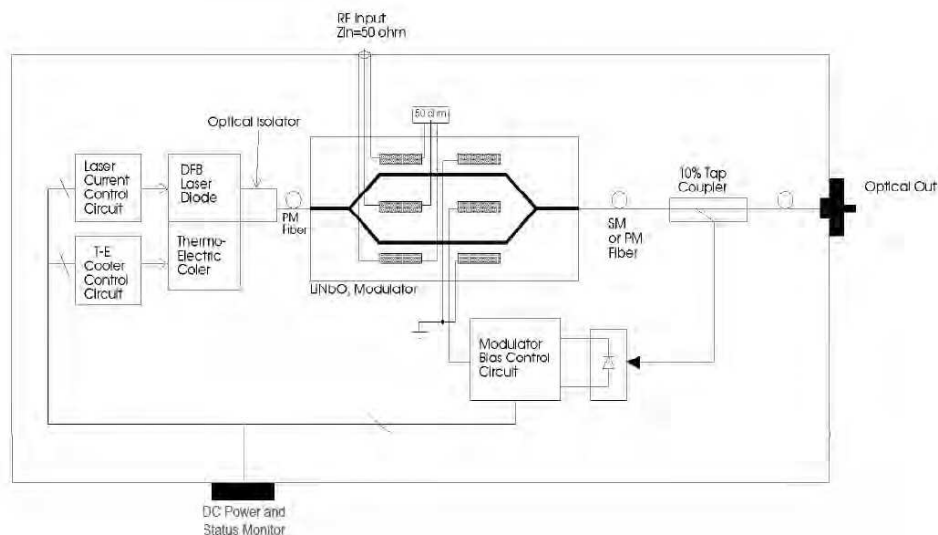 RF Input
Zin=50 ohm
50 ohm
Optical Isolator
Laser
Current Control
Circuit
DFB
Laser
Diode
10% Tap
Coupler
Optical Out
PM
Fiber
SM
or PM
Fiber
T-E
Cooler
Control
Circuit
Thermo-
Electric
Coler
LiNbO, Modulator
Modulator
Bias Control
Circuit
DC Power and
Status Monitor